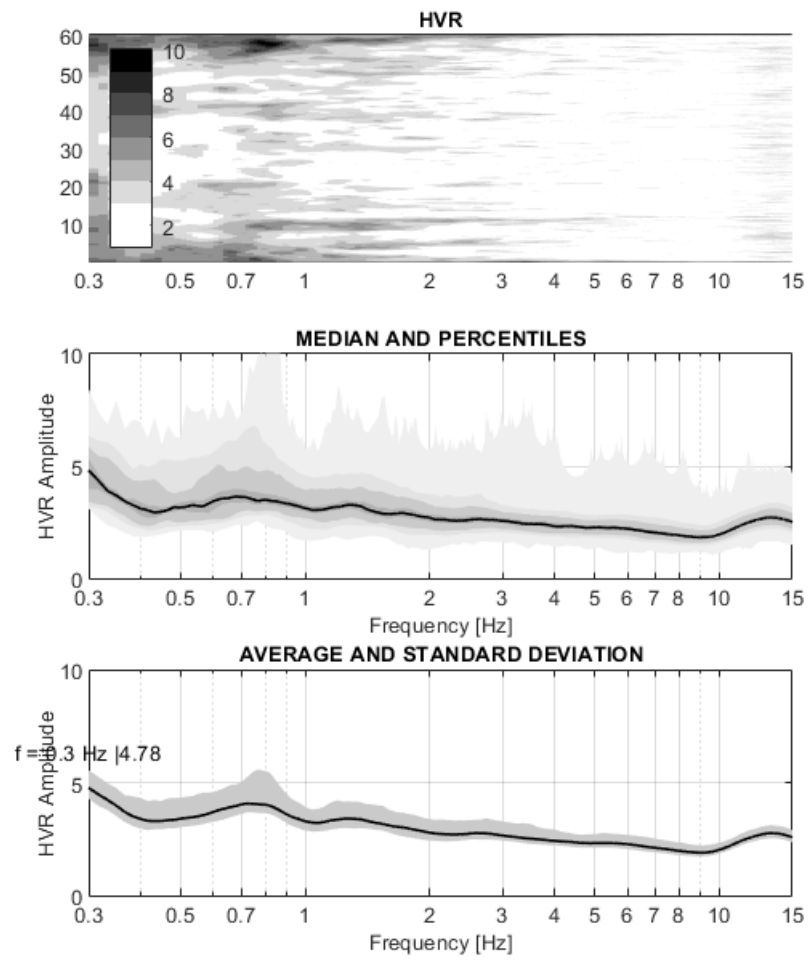 HVR
60
50
40
30
20
10
10
8
6
4
2
0.3 0.5 0.7 1 2 3 4 5 6 7 8 10 15
MEDIAN AND PERCENTILES
10
5
0
HVR Amplitude
0.3 0.5 0.7 1 2 3 4 5 6 7 8 10 15
Frequency [Hz]
AVERAGE AND STANDARD DEVIATION
10
f = 0.3 Hz |4.78
5
0
HVR Amplitude
0.3 0.5 0.7 1 2 3 4 5 6 7 8 10 15
Frequency [Hz]